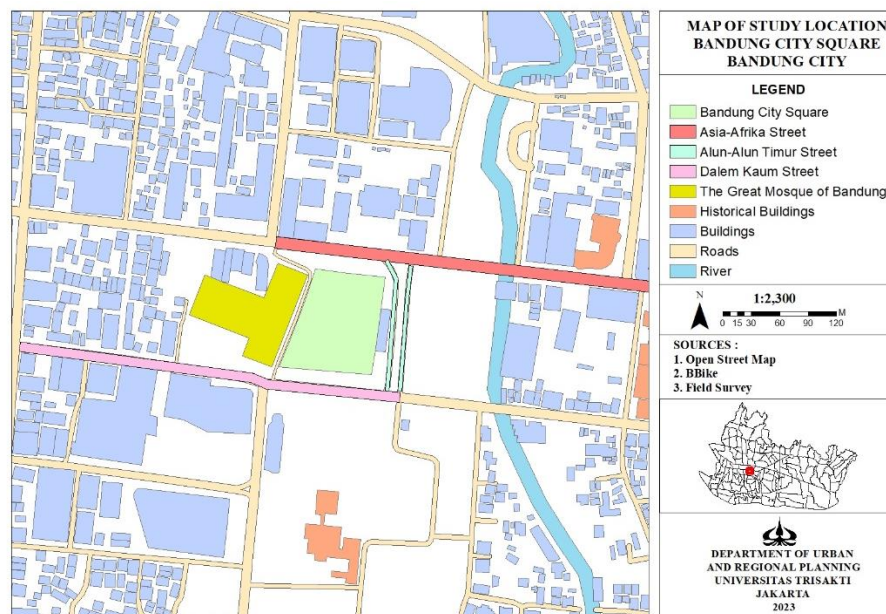 MAP OF STUDY LOCATION
BANDUNG CITY SQUARE
BANDUNG CITY
LEGEND
Bandung City Square
Asia-Afrika Street
Alun-Alun Timur Street
Dalem Kaum Street
The Great Mosque of Bandung
Historical Buildings
Buildings
Roads
River
N
1:2,300
M
0 15 30 60 90 120
SOURCES :
1. Open Street Map
2. BBike
3. Field Survey
DEPARTMENT OF URBAN
AND REGIONAL PLANNING
UNIVERSITAS TRISAKTI
JAKARTA
2023